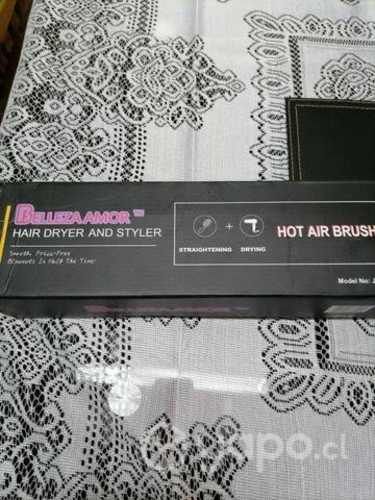 BELLEZA AMOR
HAIR DRYER AND STYLER
Smooth, Frizz-Free
Blowouts In Half The Time
STRAIGHTENING + DRYING
HOT AIR BRUSH
Model No:
yapo.cl